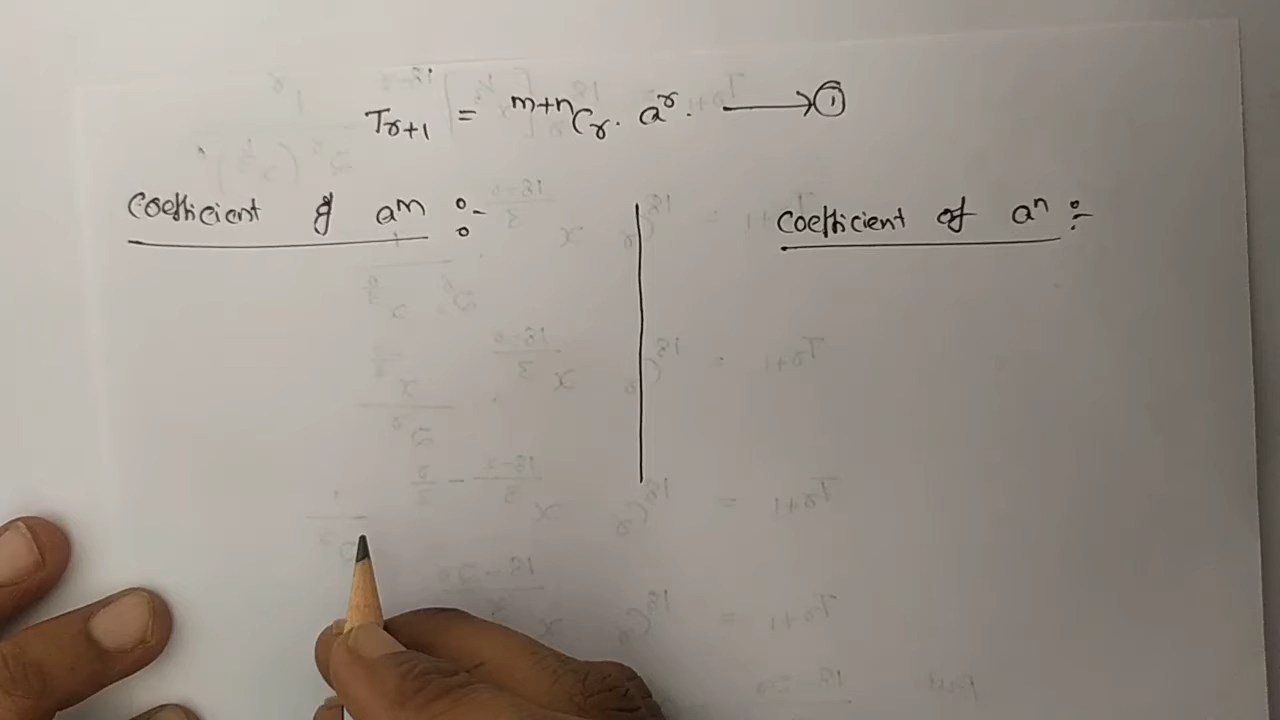 Tr+1 = m+nCr. a^r. ⟶ ①
Coefficient of a^m :-
Coefficient of a^n :-